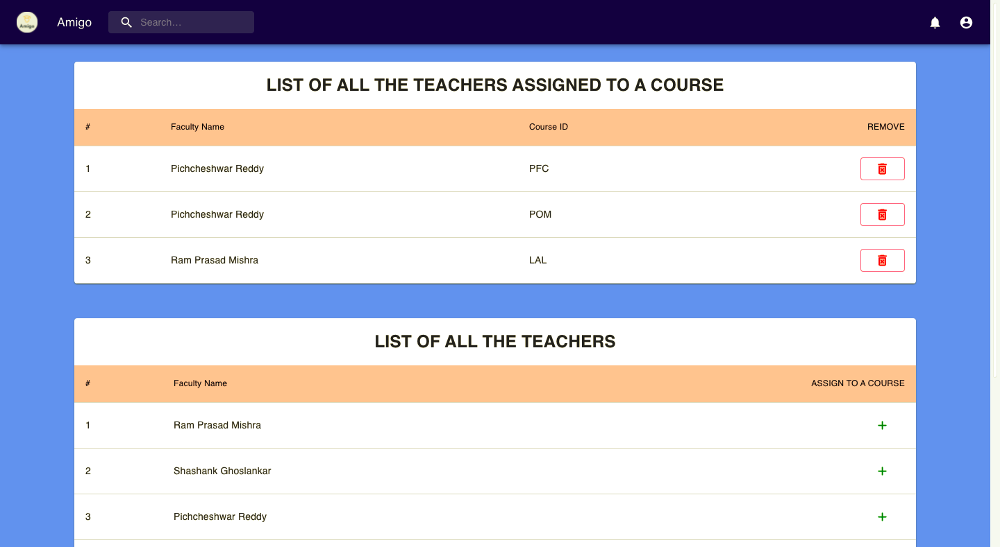 Amigo
Amigo
Search...
LIST OF ALL THE TEACHERS ASSIGNED TO A COURSE
# Faculty Name Course ID REMOVE
1 Pichcheshwar Reddy PFC
2 Pichcheshwar Reddy POM
3 Ram Prasad Mishra LAL
LIST OF ALL THE TEACHERS
# Faculty Name ASSIGN TO A COURSE
1 Ram Prasad Mishra
2 Shashank Ghoslankar
3 Pichcheshwar Reddy